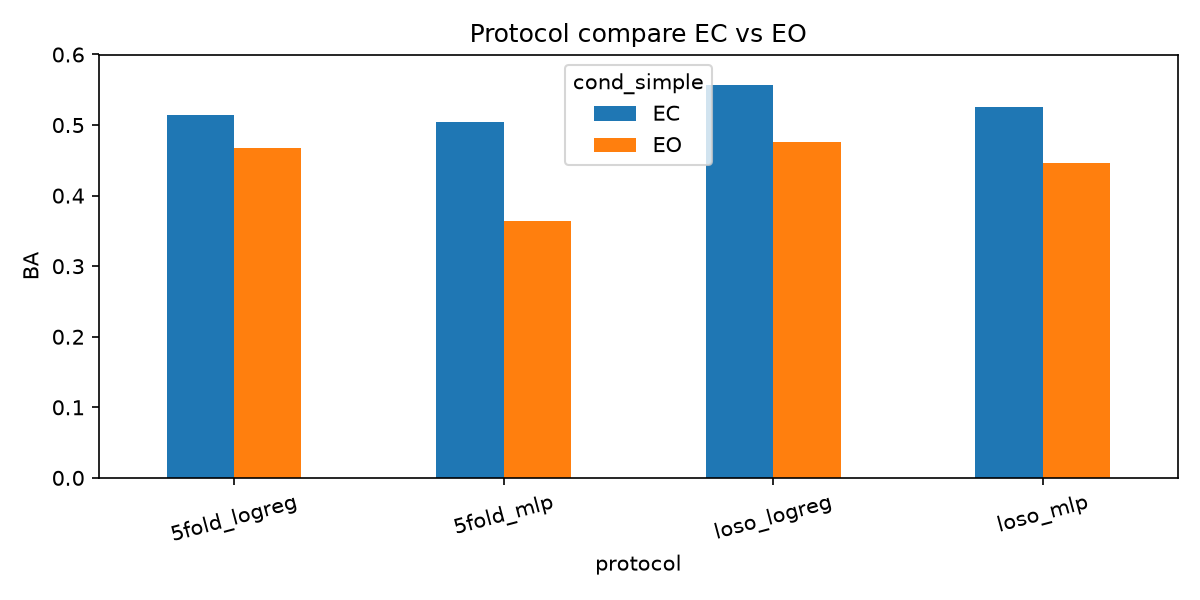 Protocol compare EC vs EO
cond_simple
EC
EO
BA
0.6
0.5
0.4
0.3
0.2
0.1
0.0
5fold_logreg
5fold_mlp
loso_logreg
loso_mlp
protocol